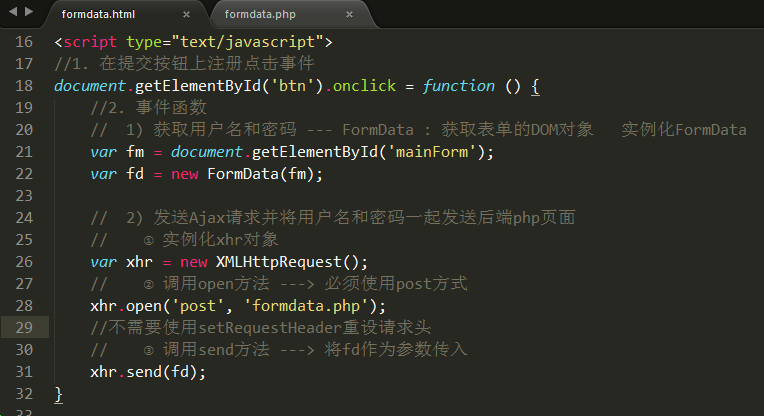 formdata.html × formdata.php ×
16 <script type="text/javascript">
17 //1. 在提交按钮上注册点击事件
18 document.getElementById('btn').onclick = function () {
19 //2. 事件函数
20 //  1) 获取用户名和密码 --- FormData : 获取表单的DOM对象   实例化FormData
21 var fm = document.getElementById('mainForm');
22 var fd = new FormData(fm);
23
24 //  2) 发送Ajax请求并将用户名和密码一起发送后端php页面
25 //    ① 实例化xhr对象
26 var xhr = new XMLHttpRequest();
27 //    ② 调用open方法 ---> 必须使用post方式
28 xhr.open('post', 'formdata.php');
29 //不需要使用setRequestHeader重设请求头
30 //    ③ 调用send方法 ---> 将fd作为参数传入
31 xhr.send(fd);
32 }
33